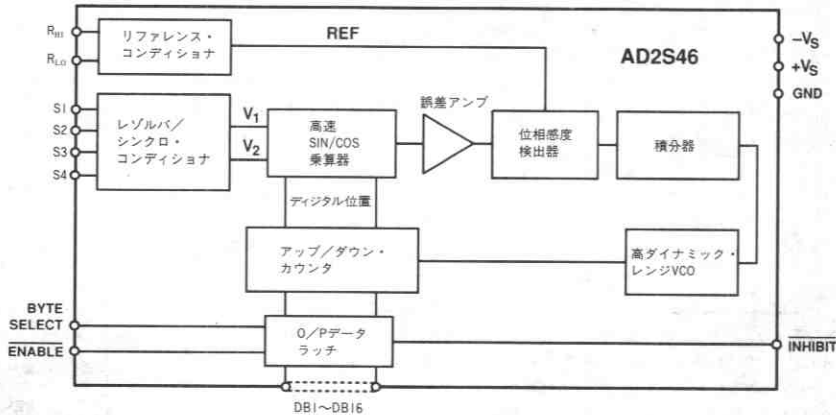 R_HI
R_LO
リファレンス・
コンディショナ
REF
AD2S46
−V_S
+V_S
GND
S1
S2
S3
S4
レゾルバ/
シンクロ・
コンディショナ
V₁
V₂
高速
SIN/COS
乗算器
誤差アンプ
位相感度
検出器
積分器
ディジタル位置
アップ/ダウン・
カウンタ
高ダイナミック・
レンジVCO
BYTE
SELECT
ENABLE
O/Pデータ
ラッチ
INHIBIT
DB1〜DB16